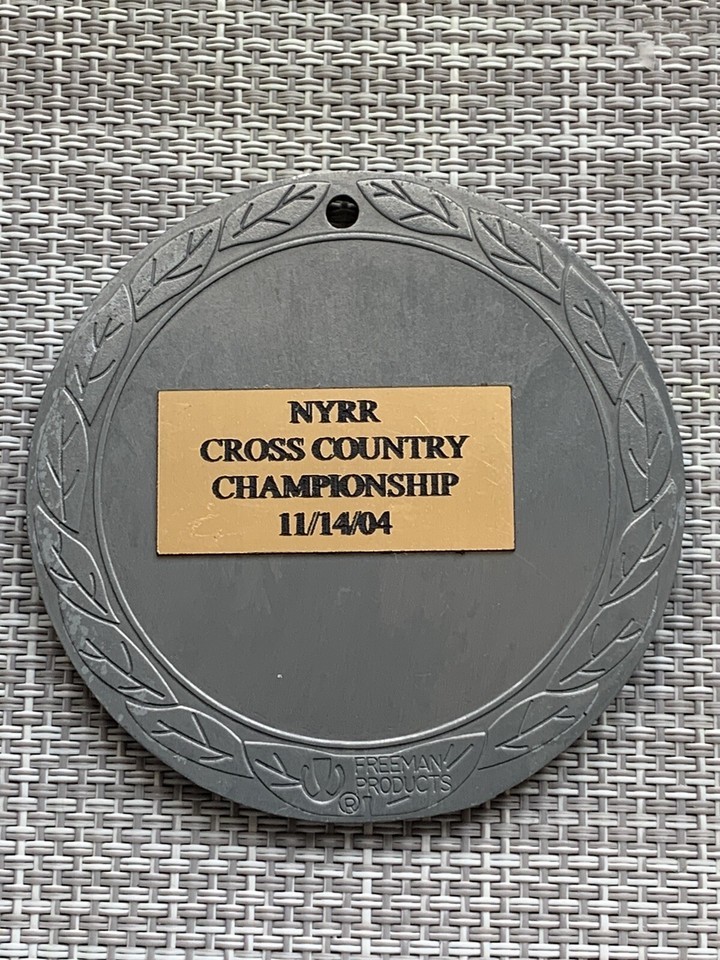 NYRR
CROSS COUNTRY
CHAMPIONSHIP
11/14/04
FREEMAN
PRODUCTS
®